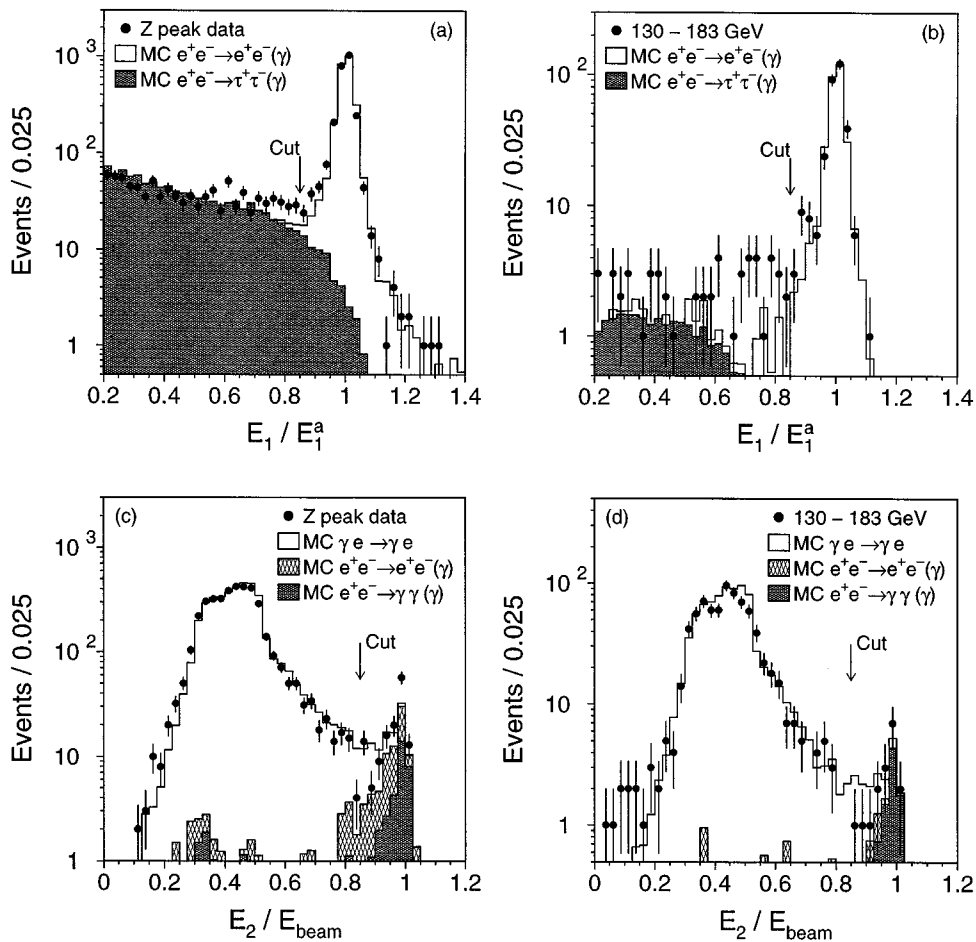 (a)
● Z peak data
MC e⁺e⁻→e⁺e⁻(γ)
MC e⁺e⁻→τ⁺τ⁻(γ)
Cut
Events / 0.025
10³
10²
10
1
0.2 0.4 0.6 0.8 1 1.2 1.4
E₁ / E₁ᵃ
(b)
● 130 – 183 GeV
MC e⁺e⁻→e⁺e⁻(γ)
MC e⁺e⁻→τ⁺τ⁻(γ)
Cut
Events / 0.025
10²
10
1
0.2 0.4 0.6 0.8 1 1.2 1.4
E₁ / E₁ᵃ
(c)
● Z peak data
MC γ e →γ e
MC e⁺e⁻→e⁺e⁻(γ)
MC e⁺e⁻→γ γ (γ)
Cut
Events / 0.025
10³
10²
10
1
0 0.2 0.4 0.6 0.8 1 1.2
E₂ / E_beam
(d)
● 130 – 183 GeV
MC γ e →γ e
MC e⁺e⁻→e⁺e⁻(γ)
MC e⁺e⁻→γ γ (γ)
Cut
Events / 0.025
10²
10
1
0 0.2 0.4 0.6 0.8 1 1.2
E₂ / E_beam